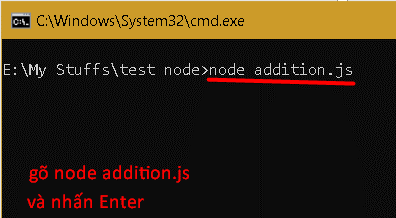 C:\Windows\System32\cmd.exe
E:\My Stuffs\test node>node addition.js
gõ node addition.js
và nhấn Enter